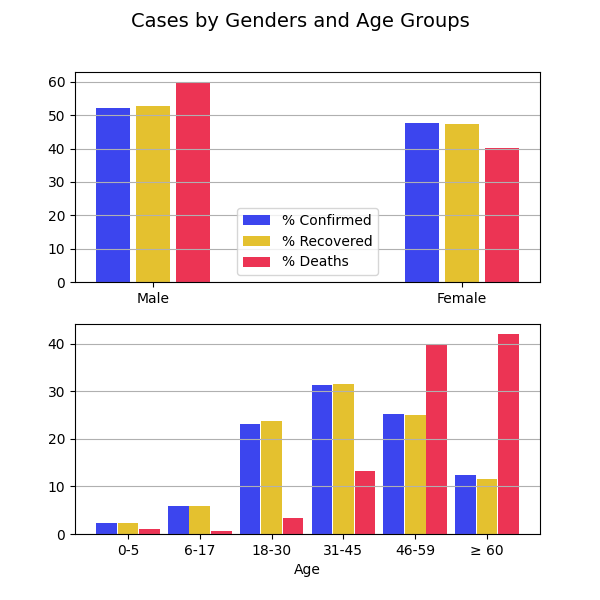 Cases by Genders and Age Groups
60
50
40
30
20
10
0
% Confirmed
% Recovered
% Deaths
Male Female
40
30
20
10
0
0-5 6-17 18-30 31-45 46-59 ≥ 60
Age